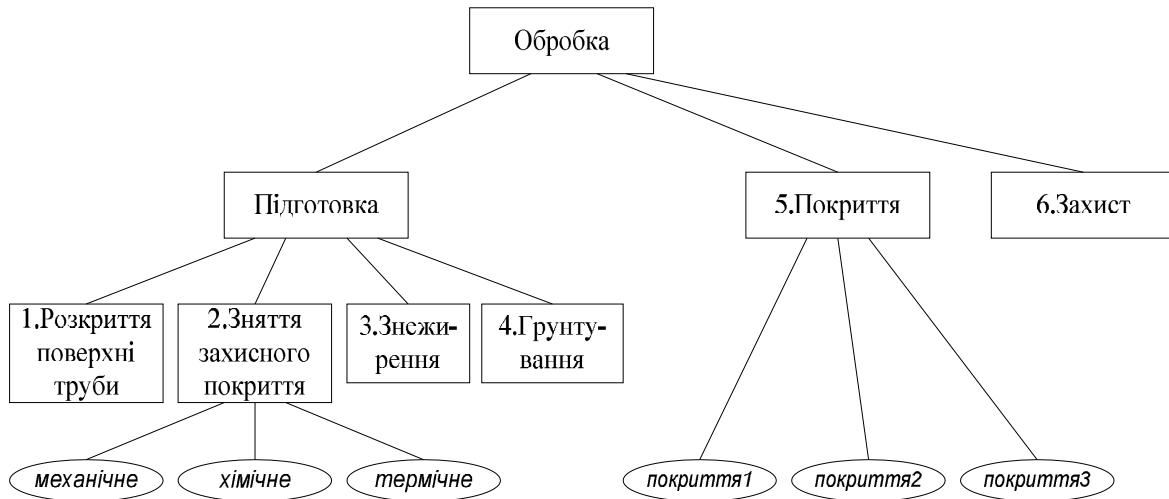 Обробка
Підготовка
5.Покриття
6.Захист
1.Розкриття
поверхні
труби
2.Зняття
захисного
покриття
3.Знежи-
рення
4.Грунту-
вання
механічне
хімічне
термічне
покриття1
покриття2
покриття3